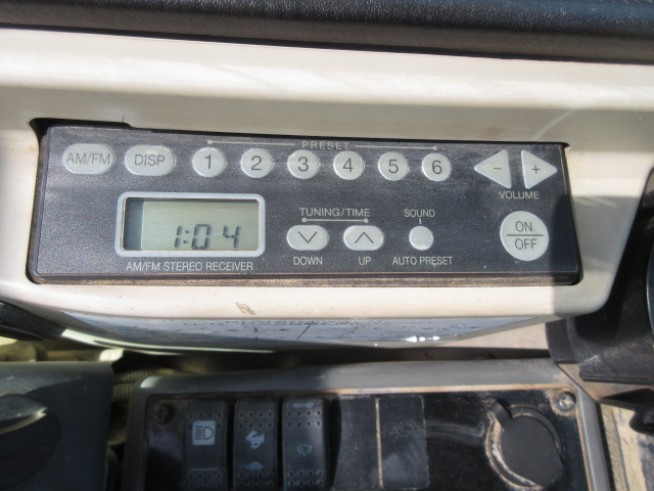 PRESET
AM/FM DISP 1 2 3 4 5 6 - +
VOLUME
TUNING/TIME SOUND ON
OFF
1:04
DOWN UP AUTO PRESET
AM/FM STEREO RECEIVER